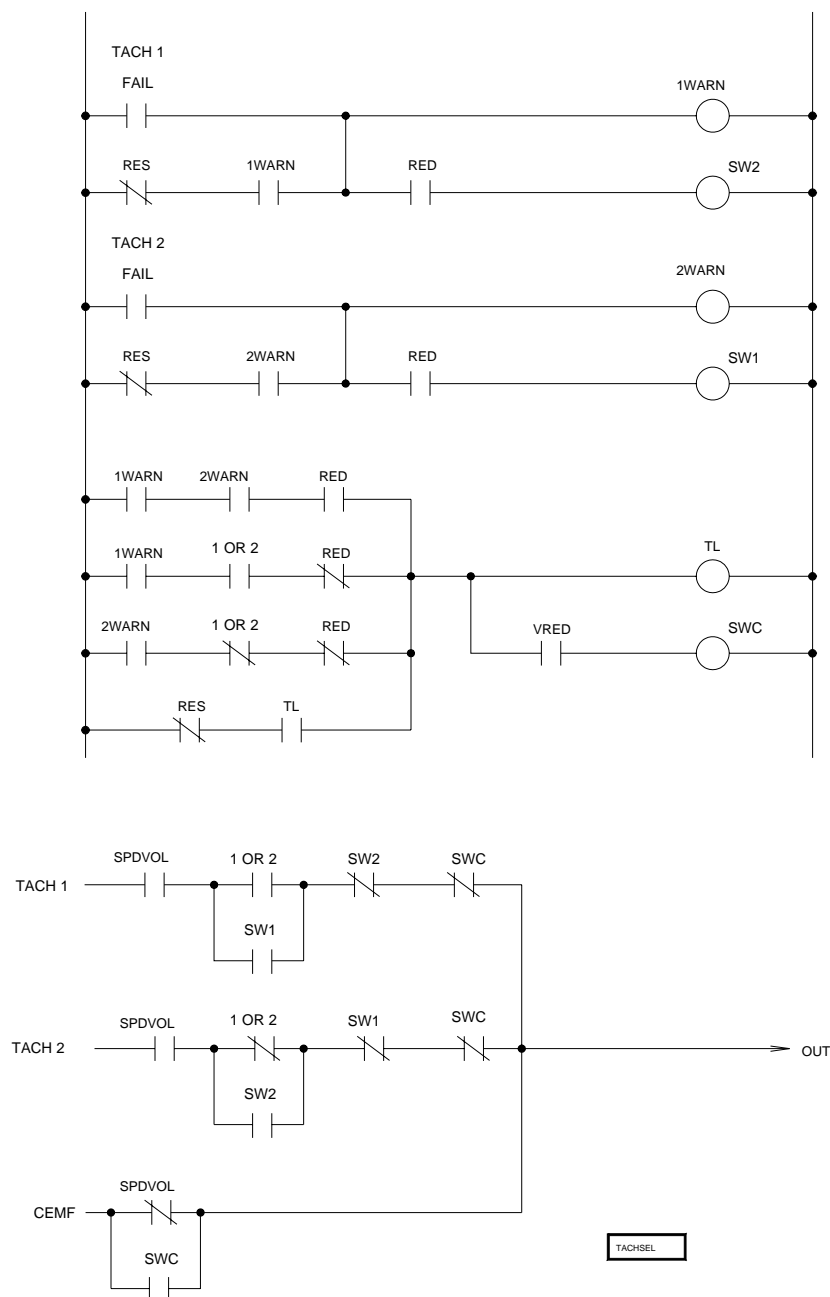 TACH 1
FAIL
1WARN
RES 1WARN RED SW2
TACH 2
FAIL
2WARN
RES 2WARN RED SW1
1WARN 2WARN RED
1WARN 1 OR 2 RED TL
2WARN 1 OR 2 RED VRED SWC
RES TL
SPDVOL 1 OR 2 SW2 SWC
TACH 1
SW1
SPDVOL 1 OR 2 SW1 SWC
TACH 2 OUT
SW2
SPDVOL
CEMF
SWC
TACHSEL